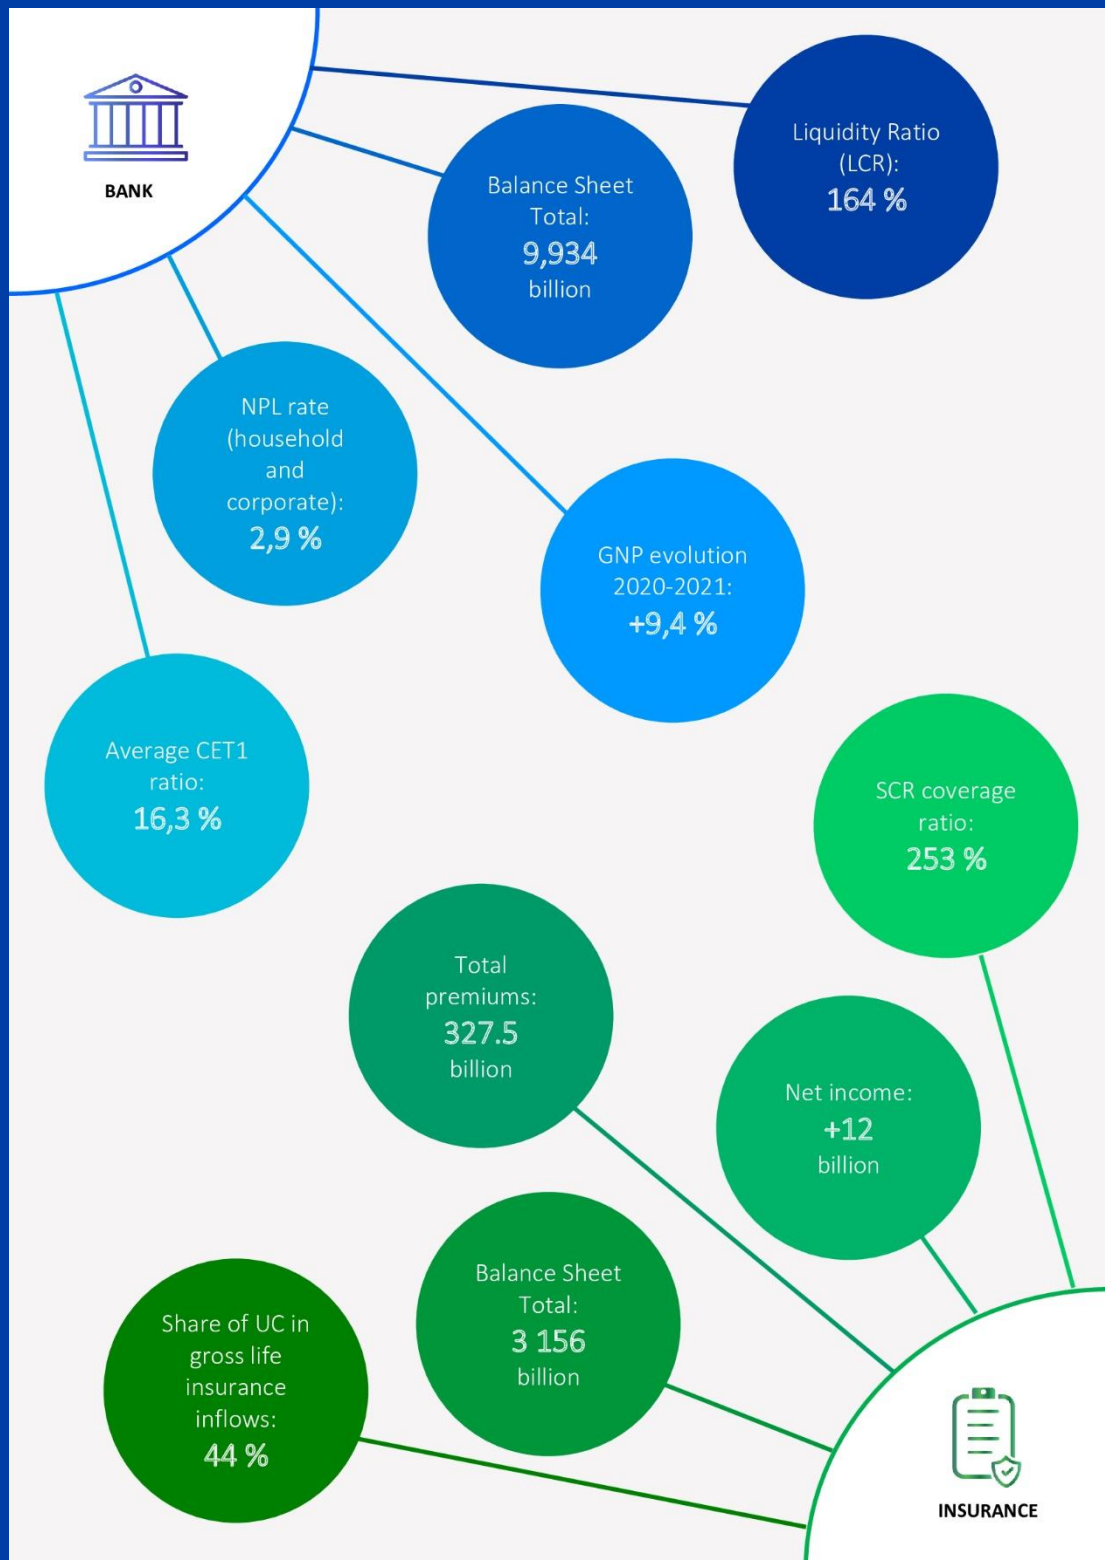 BANK
Liquidity Ratio
(LCR):
164 %
Balance Sheet
Total:
9,934
billion
NPL rate
(household
and
corporate):
2,9 %
GNP evolution
2020-2021:
+9,4 %
Average CET1
ratio:
16,3 %
SCR coverage
ratio:
253 %
Total
premiums:
327.5
billion
Net income:
+12
billion
Balance Sheet
Total:
3 156
billion
Share of UC in
gross life
insurance
inflows:
44 %
INSURANCE